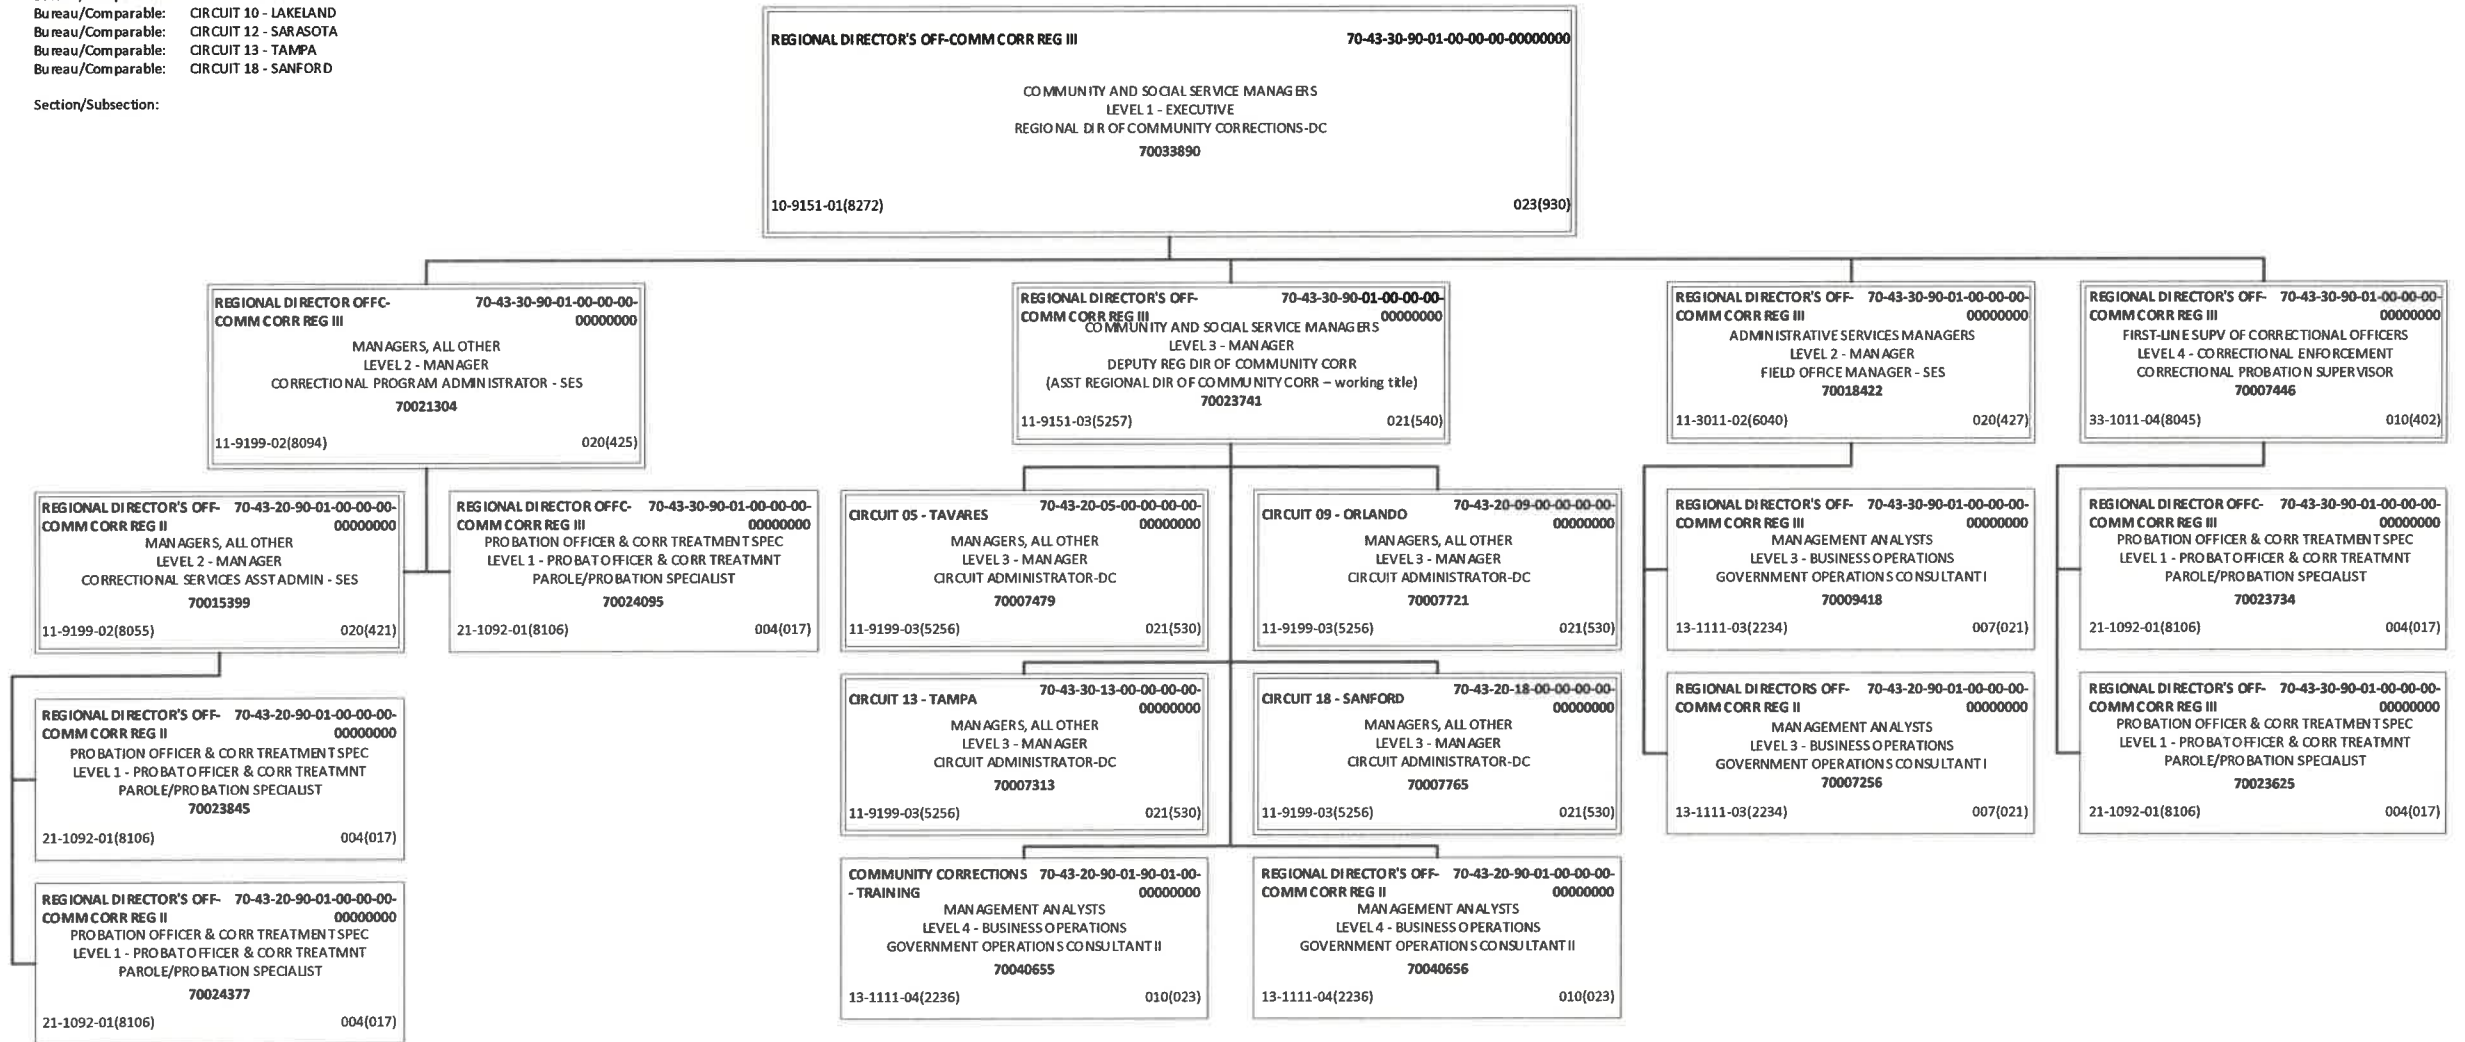 Bureau/Comparable: CIRCUIT 10 - LAKELAND
Bureau/Comparable: CIRCUIT 12 - SARASOTA
Bureau/Comparable: CIRCUIT 13 - TAMPA
Bureau/Comparable: CIRCUIT 18 - SANFORD
Section/Subsection:
REGIONAL DIRECTOR'S OFF-COMM CORR REG III 70-43-30-90-01-00-00-00-00000000
COMMUNITY AND SOCIAL SERVICE MANAGERS
LEVEL 1 - EXECUTIVE
REGIONAL DIR OF COMMUNITY CORRECTIONS-DC
70033890
10-9151-01(8272) 023(930)
REGIONAL DIRECTOR OFFC- 70-43-30-90-01-00-00-00-
COMM CORR REG III 00000000
MANAGERS, ALL OTHER
LEVEL 2 - MANAGER
CORRECTIONAL PROGRAM ADMINISTRATOR - SES
70021304
11-9199-02(8094) 020(425)
REGIONAL DIRECTOR'S OFF- 70-43-30-90-01-00-00-00-
COMM CORR REG III 00000000
COMMUNITY AND SOCIAL SERVICE MANAGERS
LEVEL 3 - MANAGER
DEPUTY REG DIR OF COMMUNITY CORR
(ASST REGIONAL DIR OF COMMUNITY CORR – working title)
70023741
11-9151-03(5257) 021(540)
REGIONAL DIRECTOR'S OFF- 70-43-30-90-01-00-00-00-
COMM CORR REG III 00000000
ADMINISTRATIVE SERVICES MANAGERS
LEVEL 2 - MANAGER
FIELD OFFICE MANAGER - SES
70018422
11-3011-02(6040) 020(427)
REGIONAL DIRECTOR'S OFF- 70-43-30-90-01-00-00-00-
COMM CORR REG III 00000000
FIRST-LINE SUPV OF CORRECTIONAL OFFICERS
LEVEL 4 - CORRECTIONAL ENFORCEMENT
CORRECTIONAL PROBATION SUPERVISOR
70007446
33-1011-04(8045) 010(402)
REGIONAL DIRECTOR'S OFF- 70-43-20-90-01-00-00-00-
COMM CORR REG II 00000000
MANAGERS, ALL OTHER
LEVEL 2 - MANAGER
CORRECTIONAL SERVICES ASST ADMIN - SES
70015399
11-9199-02(8055) 020(421)
REGIONAL DIRECTOR OFFC- 70-43-30-90-01-00-00-00-
COMM CORR REG III 00000000
PROBATION OFFICER & CORR TREATMENT SPEC
LEVEL 1 - PROBAT OFFICER & CORR TREATMNT
PAROLE/PROBATION SPECIALIST
70024095
21-1092-01(8106) 004(017)
CIRCUIT 05 - TAVARES 70-43-20-05-00-00-00-00-
00000000
MANAGERS, ALL OTHER
LEVEL 3 - MANAGER
CIRCUIT ADMINISTRATOR-DC
70007479
11-9199-03(5256) 021(530)
CIRCUIT 09 - ORLANDO 70-43-20-09-00-00-00-00-
00000000
MANAGERS, ALL OTHER
LEVEL 3 - MANAGER
CIRCUIT ADMINISTRATOR-DC
70007721
11-9199-03(5256) 021(530)
REGIONAL DIRECTOR'S OFF- 70-43-30-90-01-00-00-00-
COMM CORR REG III 00000000
MANAGEMENT ANALYSTS
LEVEL 3 - BUSINESS OPERATIONS
GOVERNMENT OPERATIONS CONSULTANT I
70009418
13-1111-03(2234) 007(021)
REGIONAL DIRECTOR OFFC- 70-43-30-90-01-00-00-00-
COMM CORR REG III 00000000
PROBATION OFFICER & CORR TREATMENT SPEC
LEVEL 1 - PROBAT OFFICER & CORR TREATMNT
PAROLE/PROBATION SPECIALIST
70023734
21-1092-01(8106) 004(017)
REGIONAL DIRECTOR'S OFF- 70-43-20-90-01-00-00-00-
COMM CORR REG II 00000000
PROBATION OFFICER & CORR TREATMENT SPEC
LEVEL 1 - PROBAT OFFICER & CORR TREATMNT
PAROLE/PROBATION SPECIALIST
70023845
21-1092-01(8106) 004(017)
CIRCUIT 13 - TAMPA 70-43-30-13-00-00-00-00-
00000000
MANAGERS, ALL OTHER
LEVEL 3 - MANAGER
CIRCUIT ADMINISTRATOR-DC
70007313
11-9199-03(5256) 021(530)
CIRCUIT 18 - SANFORD 70-43-20-18-00-00-00-00-
00000000
MANAGERS, ALL OTHER
LEVEL 3 - MANAGER
CIRCUIT ADMINISTRATOR-DC
70007765
11-9199-03(5256) 021(530)
REGIONAL DIRECTORS OFF- 70-43-20-90-01-00-00-00-
COMM CORR REG II 00000000
MANAGEMENT ANALYSTS
LEVEL 3 - BUSINESS OPERATIONS
GOVERNMENT OPERATIONS CONSULTANT I
70007256
13-1111-03(2234) 007(021)
REGIONAL DIRECTOR'S OFF- 70-43-30-90-01-00-00-00-
COMM CORR REG III 00000000
PROBATION OFFICER & CORR TREATMENT SPEC
LEVEL 1 - PROBAT OFFICER & CORR TREATMNT
PAROLE/PROBATION SPECIALIST
70023625
21-1092-01(8106) 004(017)
REGIONAL DIRECTOR'S OFF- 70-43-20-90-01-00-00-00-
COMM CORR REG II 00000000
PROBATION OFFICER & CORR TREATMENT SPEC
LEVEL 1 - PROBAT OFFICER & CORR TREATMNT
PAROLE/PROBATION SPECIALIST
70024377
21-1092-01(8106) 004(017)
COMMUNITY CORRECTIONS 70-43-20-90-01-90-01-00-
- TRAINING 00000000
MANAGEMENT ANALYSTS
LEVEL 4 - BUSINESS OPERATIONS
GOVERNMENT OPERATIONS CONSULTANT II
70040655
13-1111-04(2236) 010(023)
REGIONAL DIRECTOR'S OFF- 70-43-20-90-01-00-00-00-
COMM CORR REG II 00000000
MANAGEMENT ANALYSTS
LEVEL 4 - BUSINESS OPERATIONS
GOVERNMENT OPERATIONS CONSULTANT II
70040656
13-1111-04(2236) 010(023)